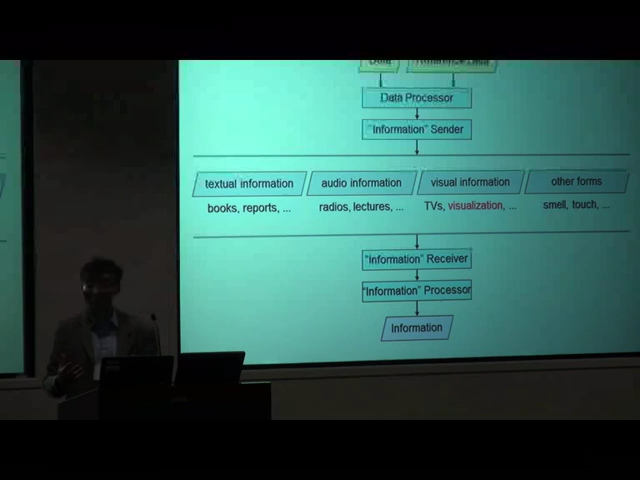 Data
Data Processor
"Information" Sender
textual information
audio information
visual information
other forms
books, reports, ...
radios, lectures, ...
TVs, visualization, ...
smell, touch, ...
"Information" Receiver
"Information" Processor
Information